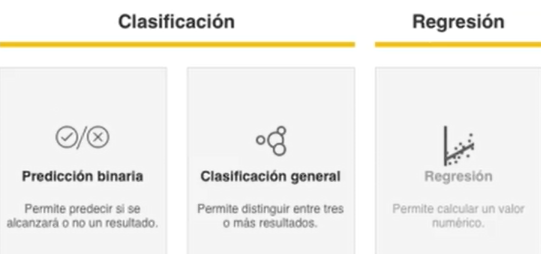 Clasificación
Regresión
Predicción binaria
Permite predecir si se
alcanzará o no un resultado.
Clasificación general
Permite distinguir entre tres
o más resultados.
Regresión
Permite calcular un valor
numérico.